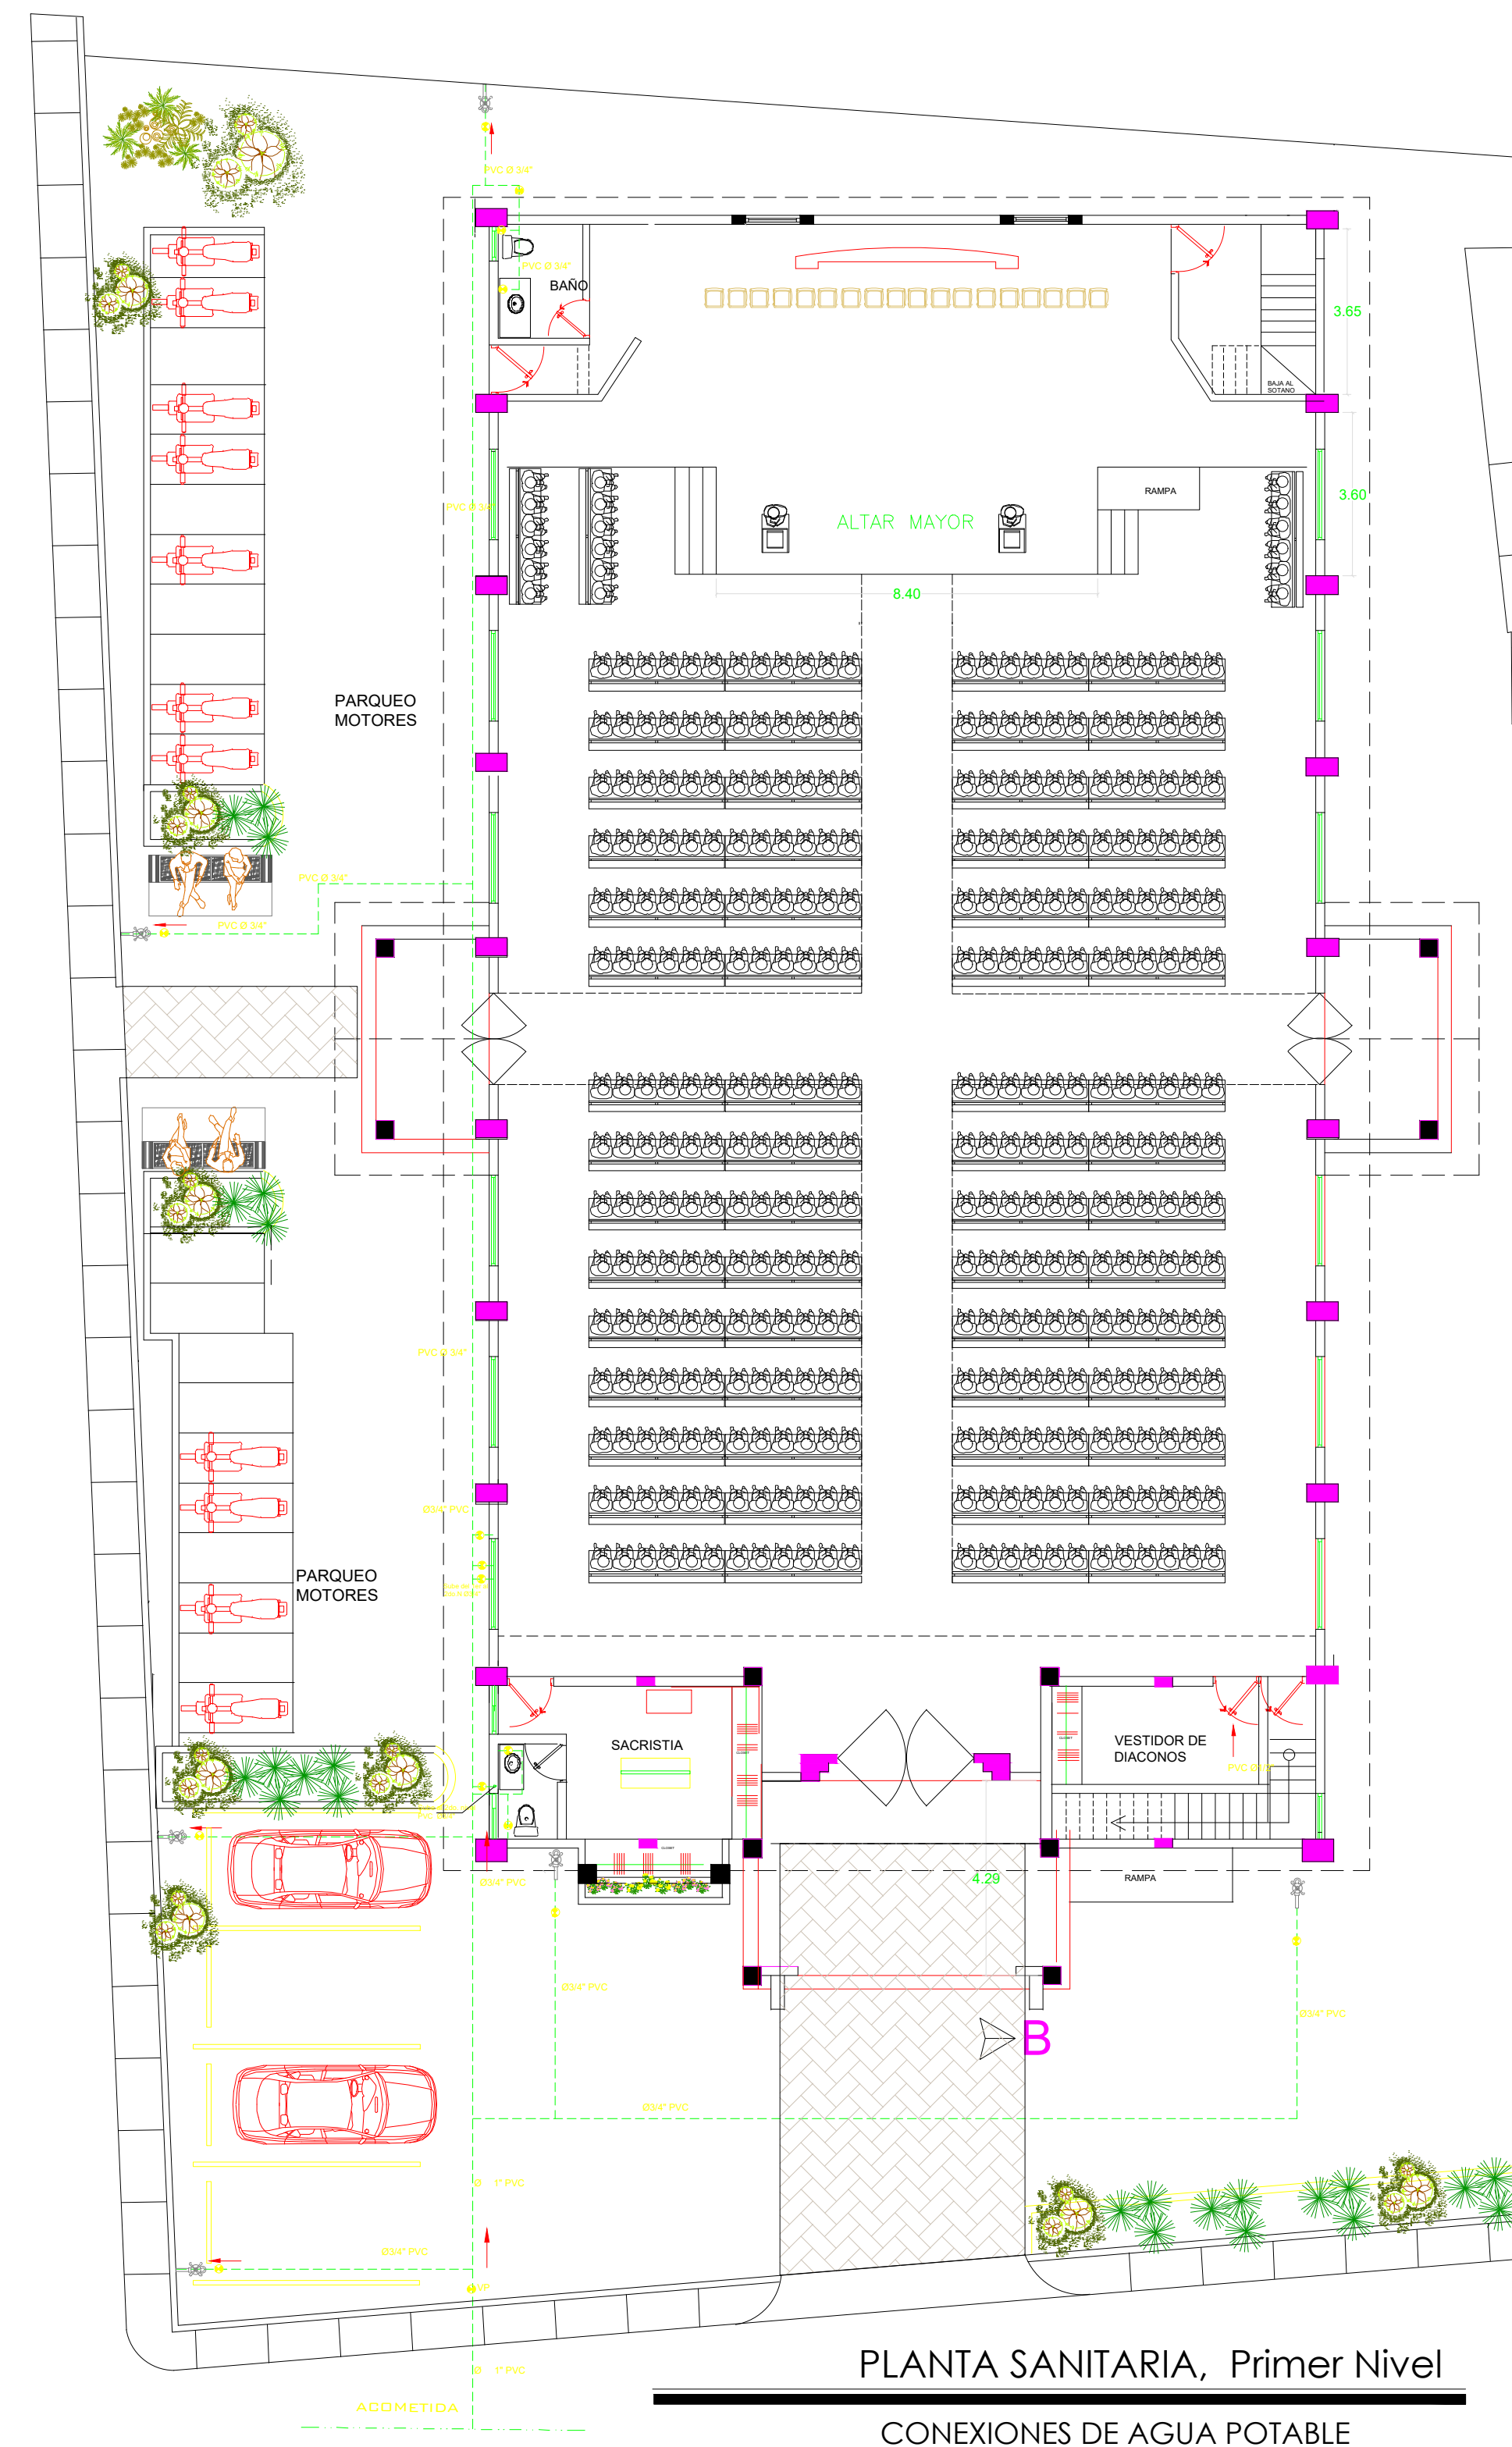 PVC Ø 3/4"
PVC Ø 3/4"
BAÑO
3.65
BAJA AL
SOTANO
RAMPA
3.60
PVC Ø 3/4"
ALTAR MAYOR
8.40
PARQUEO
MOTORES
PVC Ø 3/4"
PVC Ø 3/4"
PVC Ø 3/4"
Ø3/4" PVC
PARQUEO
MOTORES
SACRISTIA
CLOSET
CLOSET
VESTIDOR DE
DIACONOS
CLOSET
Ø3/4" PVC
4.29
RAMPA
Ø3/4" PVC
Ø3/4" PVC
B
Ø3/4" PVC
Ø 1" PVC
Ø3/4" PVC
VP
Ø 1" PVC
ACOMETIDA
PLANTA SANITARIA, Primer Nivel
CONEXIONES DE AGUA POTABLE